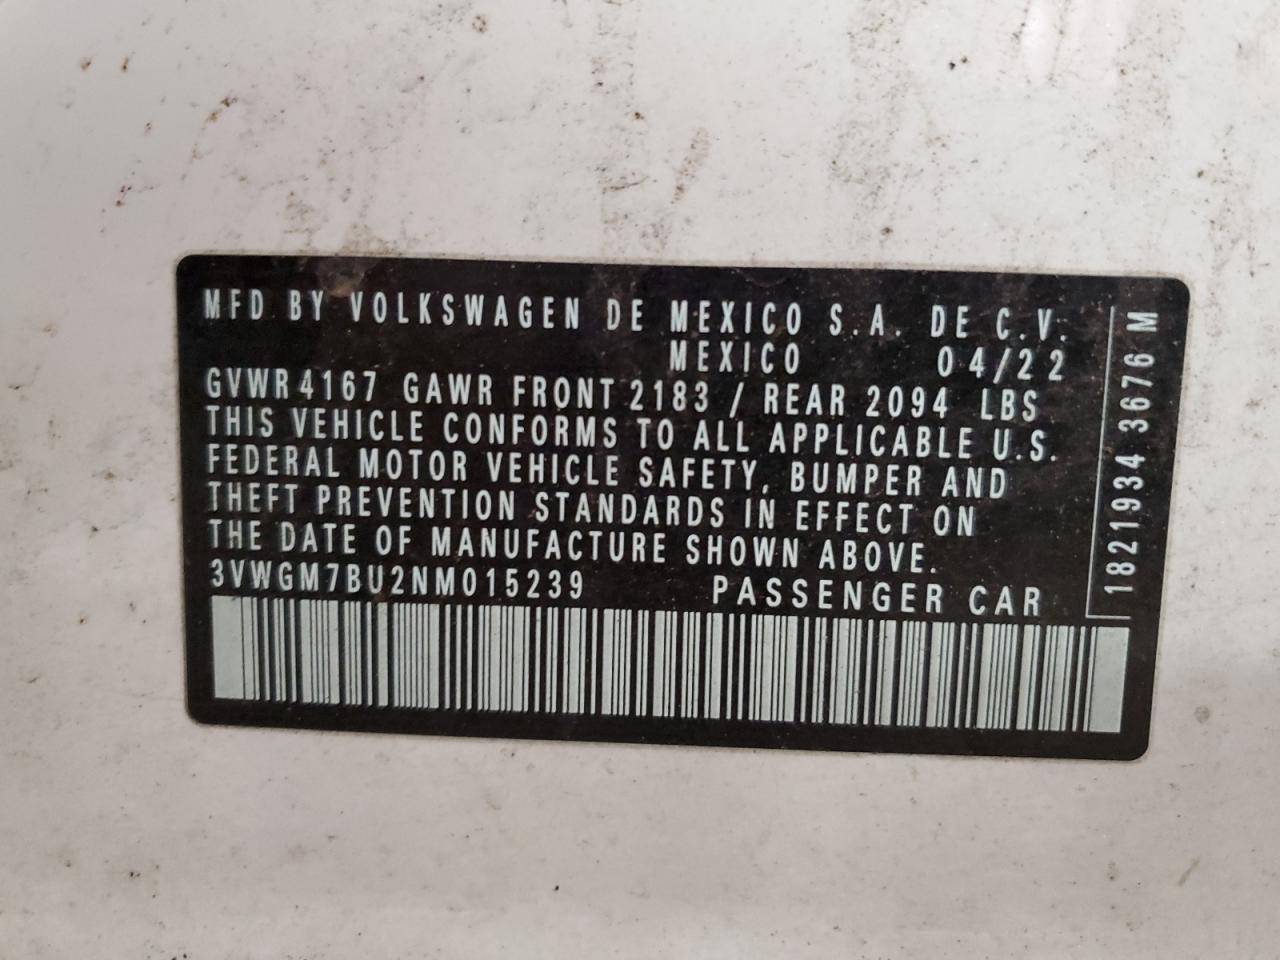 MFD BY VOLKSWAGEN DE MEXICO S.A. DE C.V.
MEXICO 04/22
GVWR 4167 GAWR FRONT 2183 / REAR 2094 LBS
THIS VEHICLE CONFORMS TO ALL APPLICABLE U.S.
FEDERAL MOTOR VEHICLE SAFETY, BUMPER AND
THEFT PREVENTION STANDARDS IN EFFECT ON
THE DATE OF MANUFACTURE SHOWN ABOVE.
3VWGM7BU2NM015239 PASSENGER CAR
1821934 3676 M